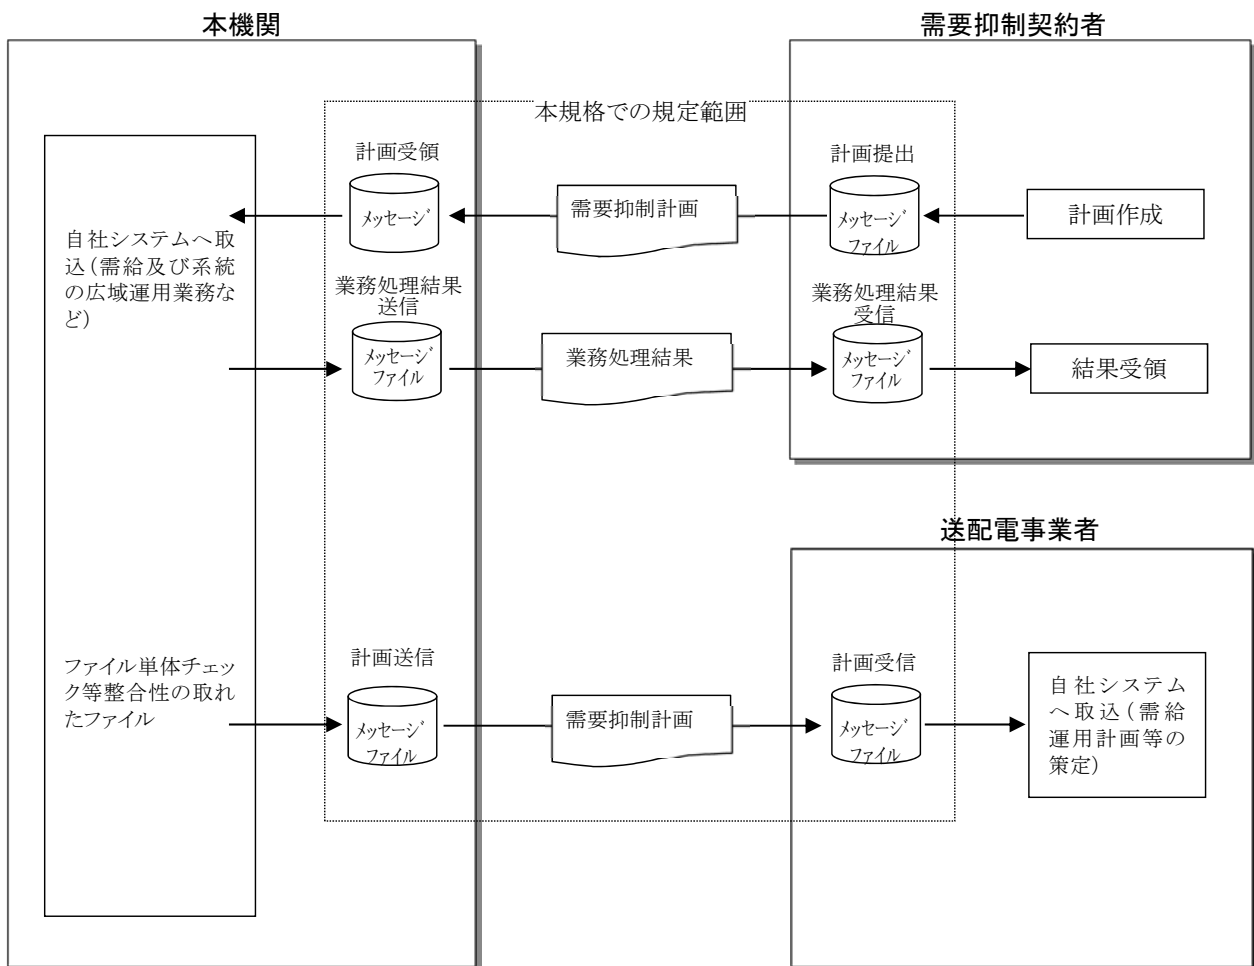 本機関
需要抑制契約者
本規格での規定範囲
計画受領
メッセージ
需要抑制計画
計画提出
メッセージ
ファイル
計画作成
自社システムへ取
込(需給及び系統
の広域運用業務な
ど)
業務処理結果
送信
メッセージ
ファイル
業務処理結果
業務処理結果
受信
メッセージ
ファイル
結果受領
送配電事業者
ファイル単体チェッ
ク等整合性の取れ
たファイル
計画送信
メッセージ
ファイル
需要抑制計画
計画受信
メッセージ
ファイル
自社システム
へ取込(需給
運用計画等の
策定)